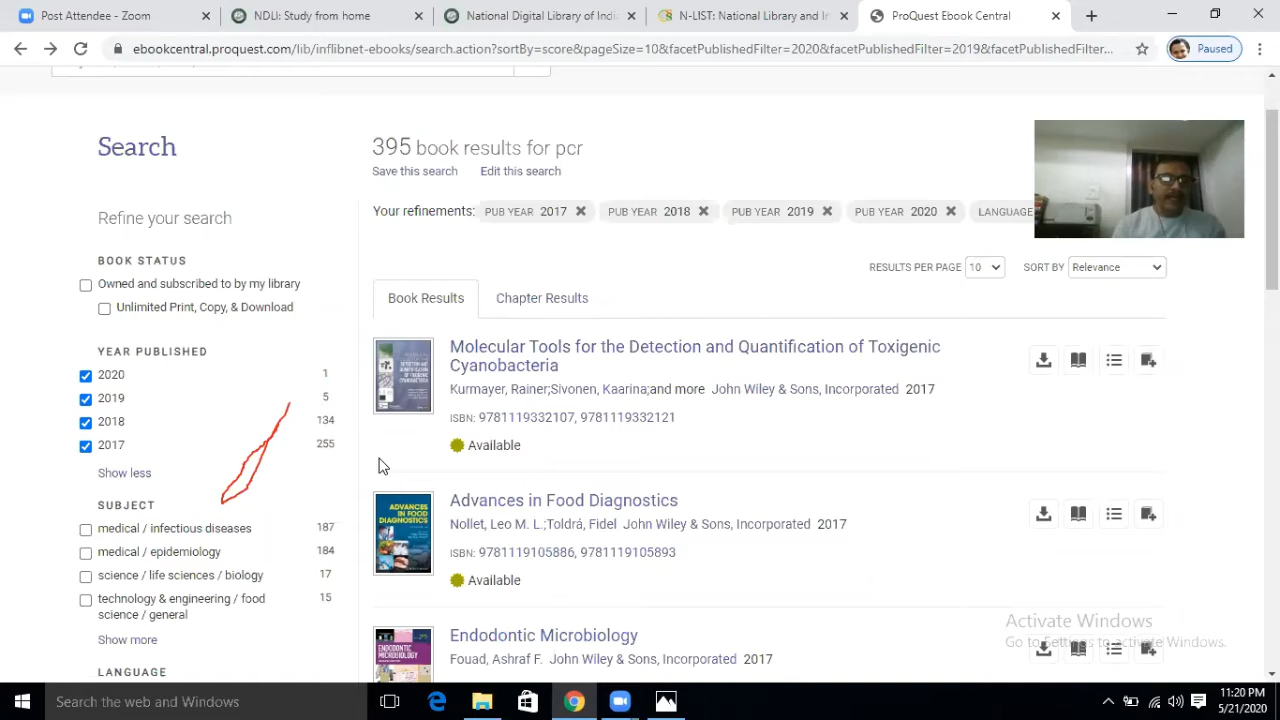 Post Attendee - Zoom
NDLI: Study from home
National Digital Library of Indi
N-LIST: National Library and In
ProQuest Ebook Central
ebookcentral.proquest.com/lib/inflibnet-ebooks/search.action?sortBy=score&pageSize=10&facetPublishedFilter=2020&facetPublishedFilter=2019&facetPublishedFilter...
Paused
Search
395 book results for pcr
Save this search
Edit this search
Your refinements:
PUB YEAR 2017
PUB YEAR 2018
PUB YEAR 2019
PUB YEAR 2020
LANGUAGE
Refine your search
BOOK STATUS
Owned and subscribed to by my library
Unlimited Print, Copy, & Download
RESULTS PER PAGE 10
SORT BY Relevance
Book Results
Chapter Results
YEAR PUBLISHED
2020 1
2019 5
2018 134
2017 255
Show less
SUBJECT
medical / infectious diseases 187
medical / epidemiology 184
science / life sciences / biology 17
technology & engineering / food 15
science / general
Show more
LANGUAGE
Molecular Tools for the Detection and Quantification of Toxigenic
Cyanobacteria
Kurmayer, Rainer;Sivonen, Kaarina;and more John Wiley & Sons, Incorporated 2017
ISBN: 9781119332107, 9781119332121
Available
ADVANCES IN FOOD DIAGNOSTICS
Advances in Food Diagnostics
Nollet, Leo M. L.;Toldrá, Fidel John Wiley & Sons, Incorporated 2017
ISBN: 9781119105886, 9781119105893
Available
ENDODONTIC MICROBIOLOGY
Endodontic Microbiology
Fouad, Ashraf F. John Wiley & Sons, Incorporated 2017
Activate Windows
Go to Settings to activate Windows.
Search the web and Windows
11:20 PM
5/21/2020